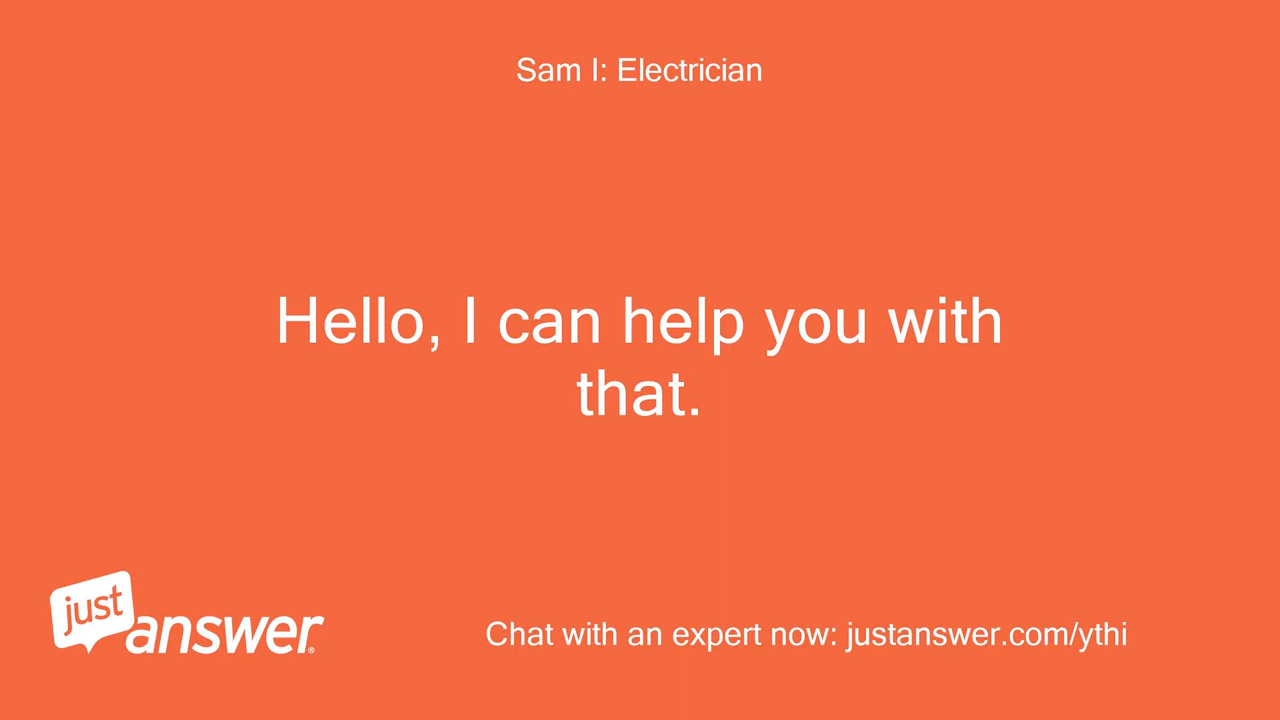 Sam I: Electrician
Hello, I can help you with
that.
just
answer®
Chat with an expert now: justanswer.com/ythi